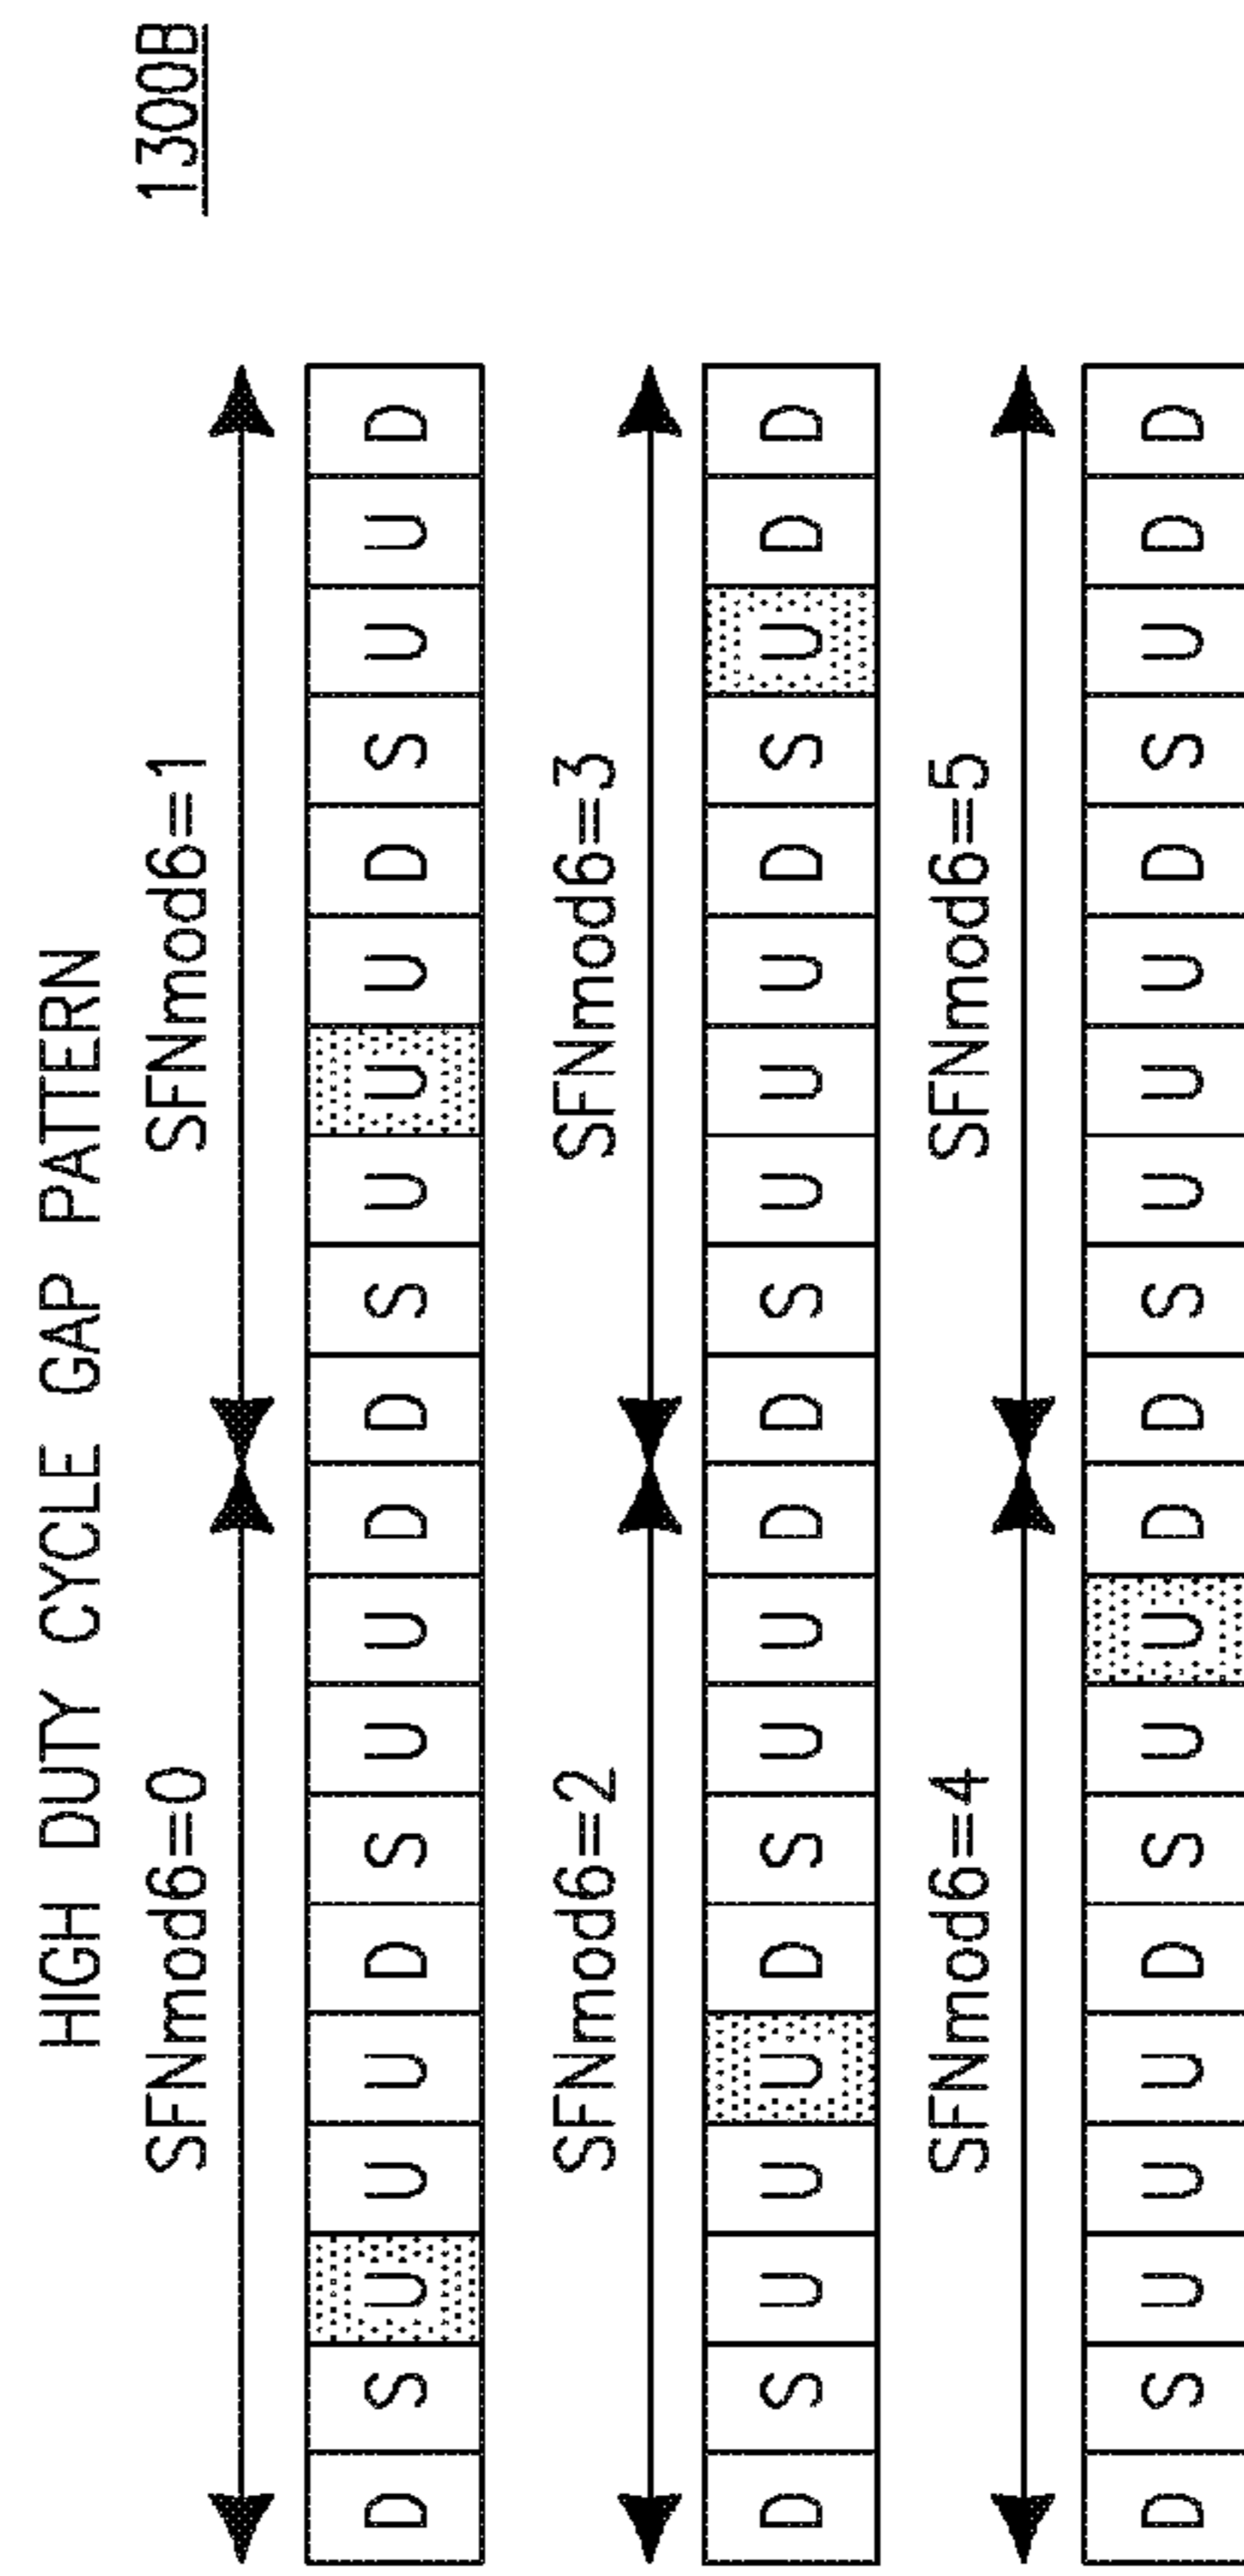 1300B
HIGH DUTY CYCLE GAP PATTERN
SFNmod6=0 SFNmod6=1
D S U U U D S U U D D S U U U D S U U D
SFNmod6=2 SFNmod6=3
D S U U U D S U U D D S U U U D S U D D
SFNmod6=4 SFNmod6=5
D S U U U D S U U D D S U U U D S U D D